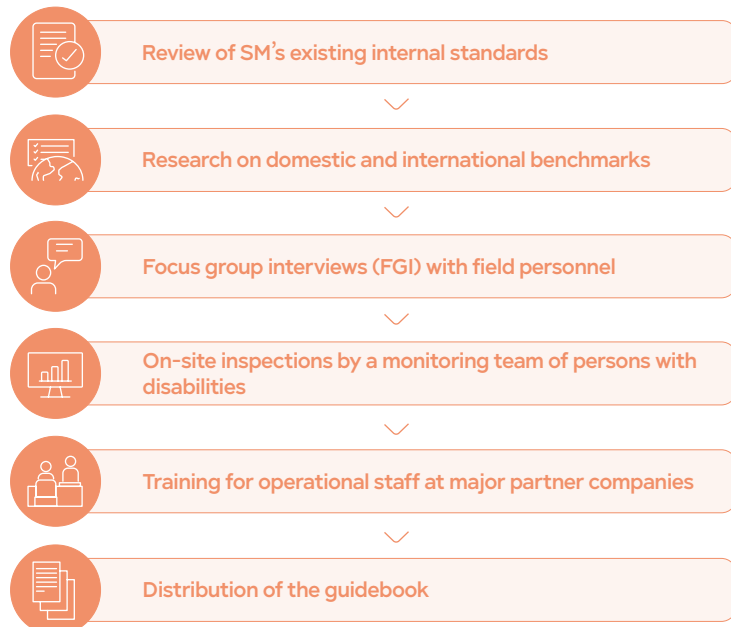 Review of SM's existing internal standards
Research on domestic and international benchmarks
Focus group interviews (FGI) with field personnel
On-site inspections by a monitoring team of persons with
disabilities
Training for operational staff at major partner companies
Distribution of the guidebook